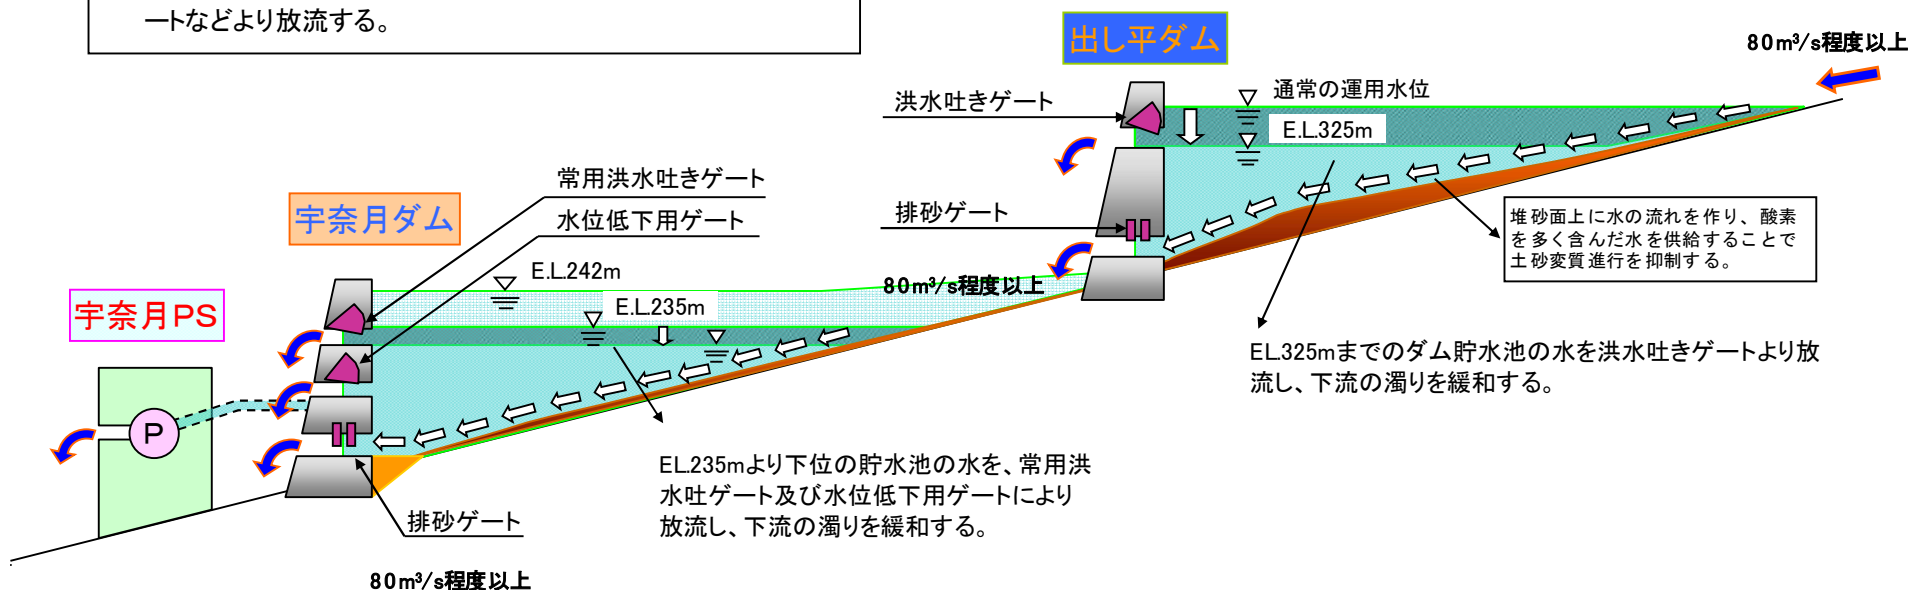 ートなどより放流する。
出し平ダム
80m³/s程度以上
洪水吐きゲート
通常の運用水位
E.L.325m
常用洪水吐きゲート
宇奈月ダム
水位低下用ゲート
排砂ゲート
堆砂面上に水の流れを作り、酸素
を多く含んだ水を供給することで
土砂変質進行を抑制する。
E.L.242m
80m³/s程度以上
E.L.235m
宇奈月PS
EL.325mまでのダム貯水池の水を洪水吐きゲートより放
流し、下流の濁りを緩和する。
P
EL.235mより下位の貯水池の水を、常用洪
水吐ゲート及び水位低下用ゲートにより
放流し、下流の濁りを緩和する。
排砂ゲート
80m³/s程度以上